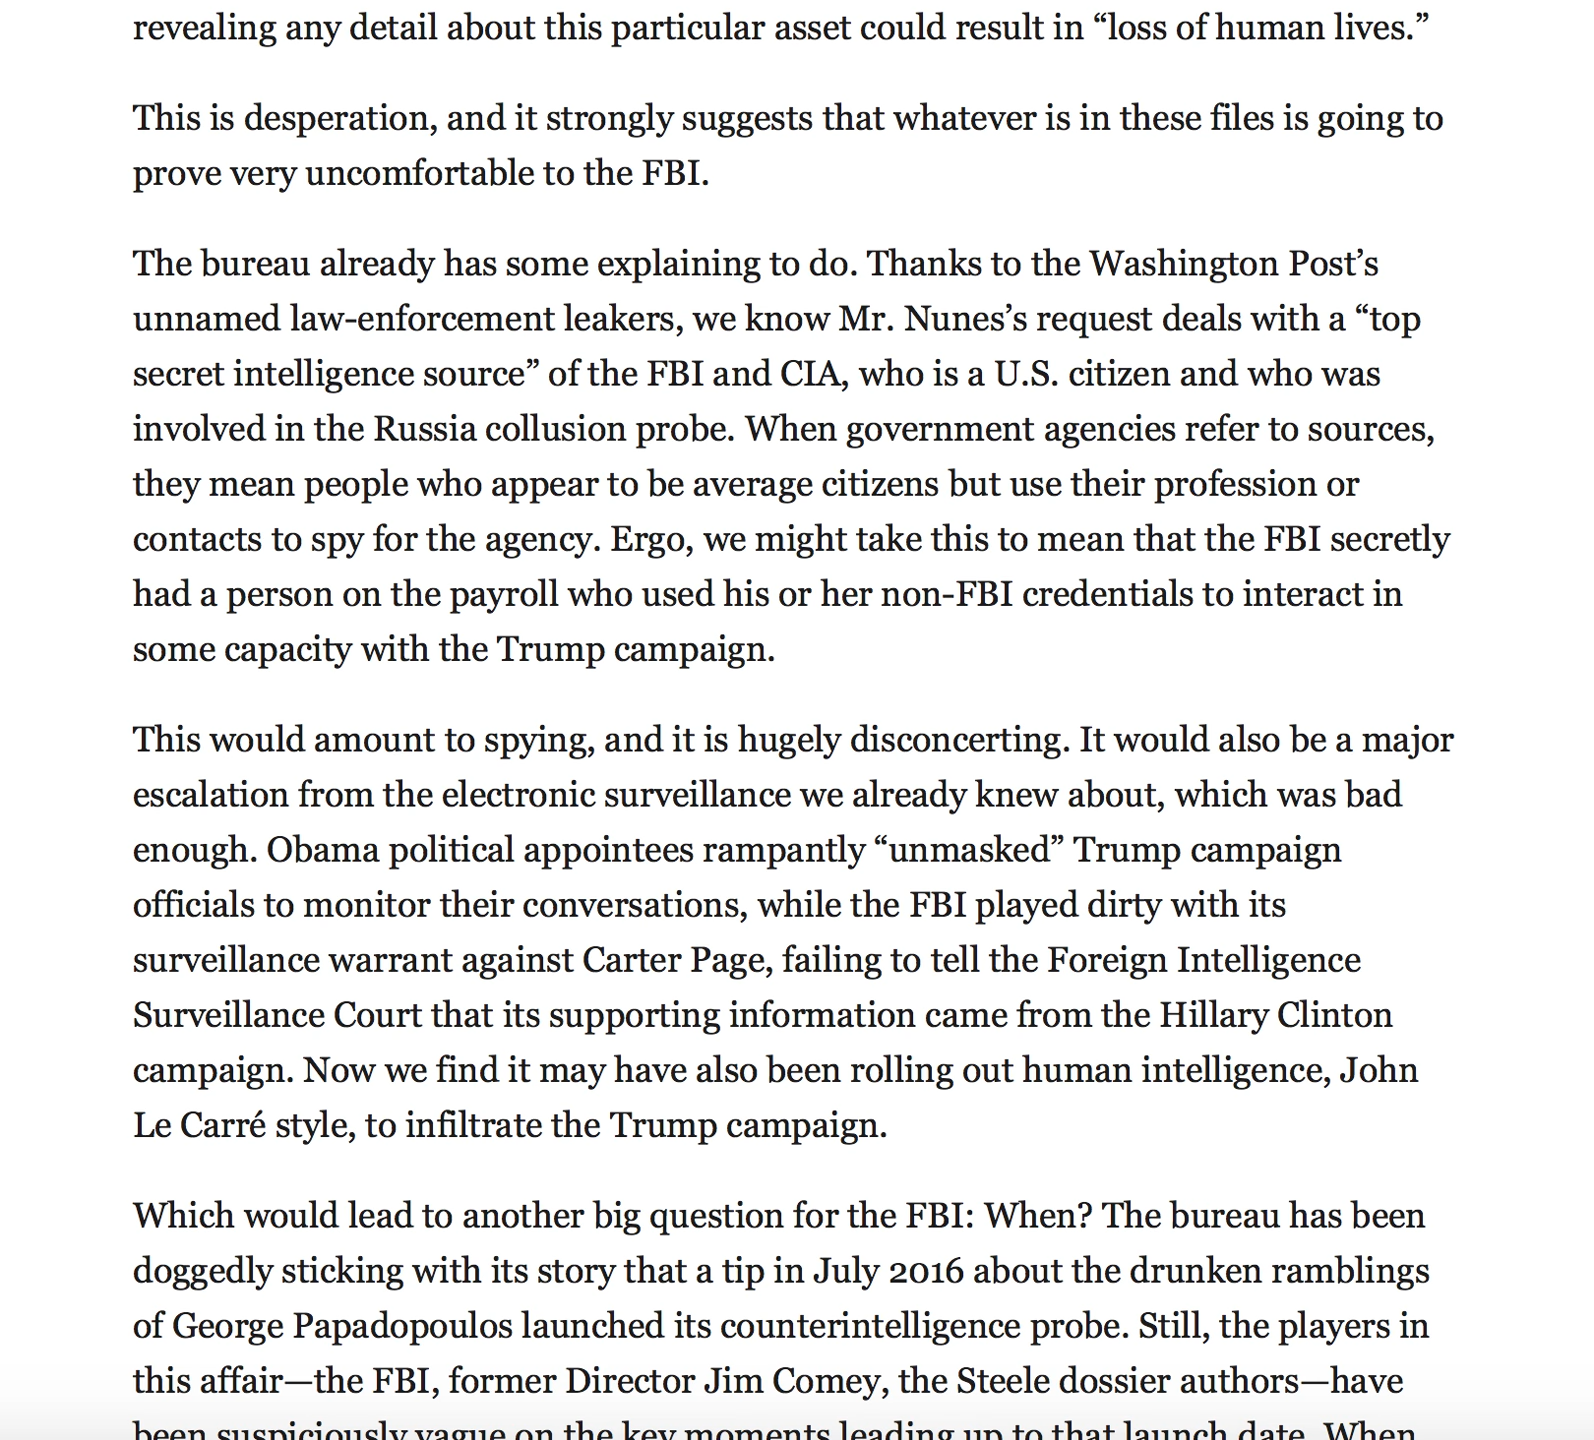 revealing any detail about this particular asset could result in “loss of human lives.”
This is desperation, and it strongly suggests that whatever is in these files is going to
prove very uncomfortable to the FBI.
The bureau already has some explaining to do. Thanks to the Washington Post’s
unnamed law-enforcement leakers, we know Mr. Nunes’s request deals with a “top
secret intelligence source” of the FBI and CIA, who is a U.S. citizen and who was
involved in the Russia collusion probe. When government agencies refer to sources,
they mean people who appear to be average citizens but use their profession or
contacts to spy for the agency. Ergo, we might take this to mean that the FBI secretly
had a person on the payroll who used his or her non-FBI credentials to interact in
some capacity with the Trump campaign.
This would amount to spying, and it is hugely disconcerting. It would also be a major
escalation from the electronic surveillance we already knew about, which was bad
enough. Obama political appointees rampantly “unmasked” Trump campaign
officials to monitor their conversations, while the FBI played dirty with its
surveillance warrant against Carter Page, failing to tell the Foreign Intelligence
Surveillance Court that its supporting information came from the Hillary Clinton
campaign. Now we find it may have also been rolling out human intelligence, John
Le Carré style, to infiltrate the Trump campaign.
Which would lead to another big question for the FBI: When? The bureau has been
doggedly sticking with its story that a tip in July 2016 about the drunken ramblings
of George Papadopoulos launched its counterintelligence probe. Still, the players in
this affair—the FBI, former Director Jim Comey, the Steele dossier authors—have
been suspiciously vague on the key moments leading up to that launch date. When